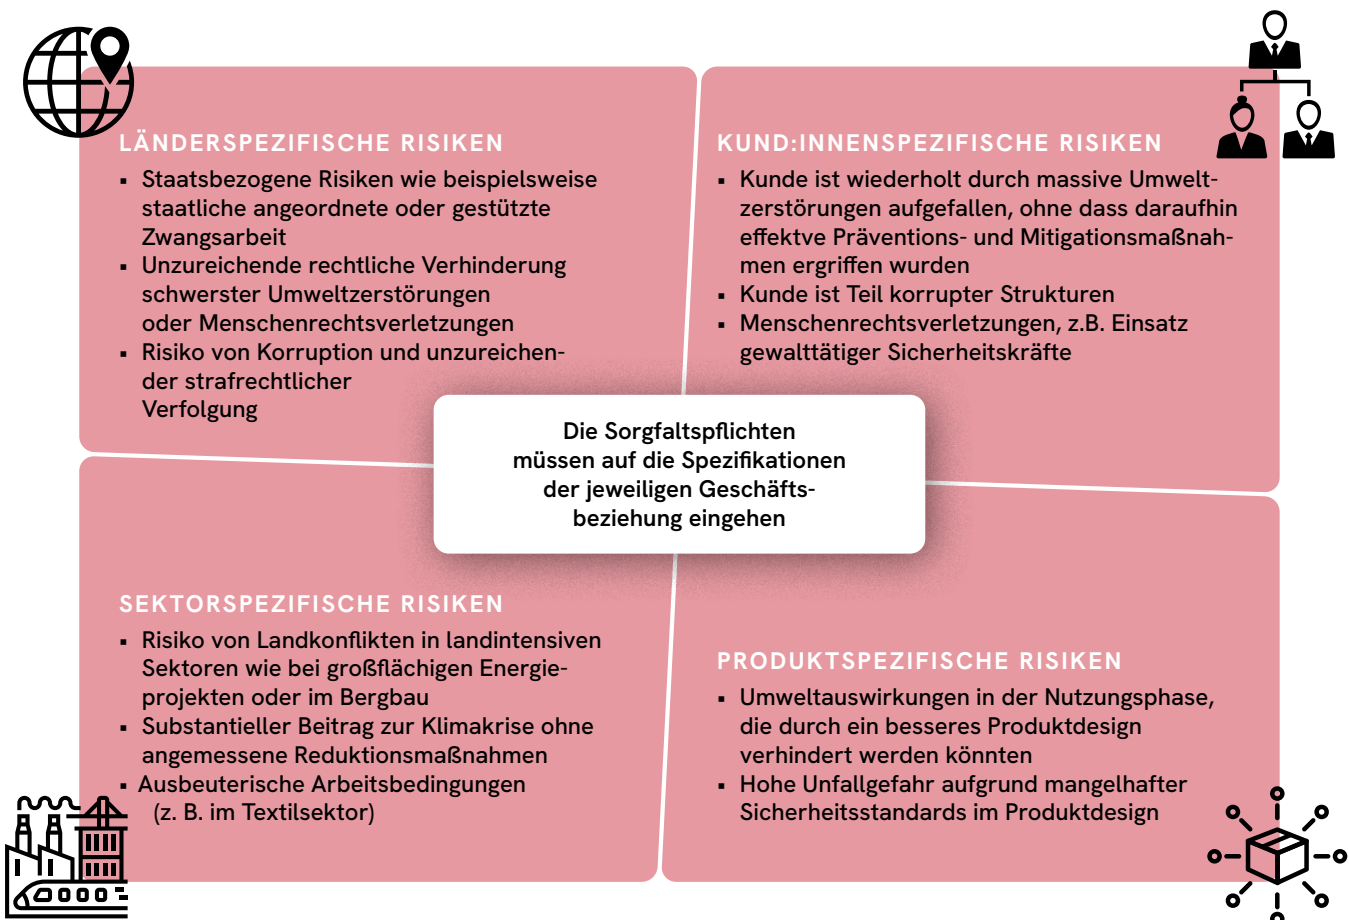 LÄNDERSPEZIFISCHE RISIKEN
▪ Staatsbezogene Risiken wie beispielsweise
staatliche angeordnete oder gestützte
Zwangsarbeit
▪ Unzureichende rechtliche Verhinderung
schwerster Umweltzerstörungen
oder Menschenrechtsverletzungen
▪ Risiko von Korruption und unzureichen-
der strafrechtlicher
Verfolgung
KUND:INNENSPEZIFISCHE RISIKEN
▪ Kunde ist wiederholt durch massive Umwelt-
zerstörungen aufgefallen, ohne dass daraufhin
effektve Präventions- und Mitigationsmaßnah-
men ergriffen wurden
▪ Kunde ist Teil korrupter Strukturen
▪ Menschenrechtsverletzungen, z.B. Einsatz
gewalttätiger Sicherheitskräfte
Die Sorgfaltspflichten
müssen auf die Spezifikationen
der jeweiligen Geschäfts-
beziehung eingehen
SEKTORSPEZIFISCHE RISIKEN
▪ Risiko von Landkonflikten in landintensiven
Sektoren wie bei großflächigen Energie-
projekten oder im Bergbau
▪ Substantieller Beitrag zur Klimakrise ohne
angemessene Reduktionsmaßnahmen
▪ Ausbeuterische Arbeitsbedingungen
(z. B. im Textilsektor)
PRODUKTSPEZIFISCHE RISIKEN
▪ Umweltauswirkungen in der Nutzungsphase,
die durch ein besseres Produktdesign
verhindert werden könnten
▪ Hohe Unfallgefahr aufgrund mangelhafter
Sicherheitsstandards im Produktdesign